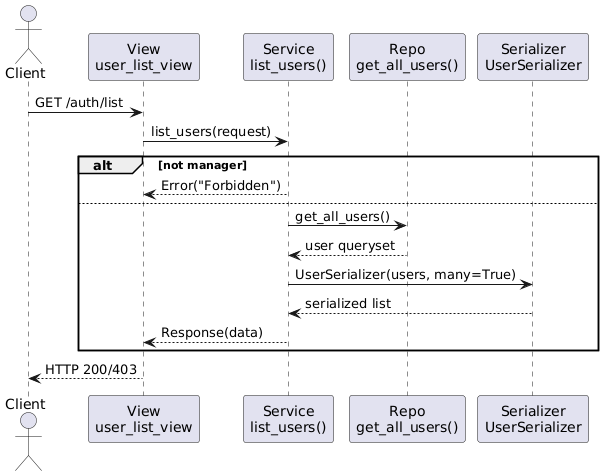 Client
View
user_list_view
Service
list_users()
Repo
get_all_users()
Serializer
UserSerializer
GET /auth/list
list_users(request)
alt [not manager]
Error("Forbidden")
get_all_users()
user queryset
UserSerializer(users, many=True)
serialized list
Response(data)
HTTP 200/403
Client
View
user_list_view
Service
list_users()
Repo
get_all_users()
Serializer
UserSerializer